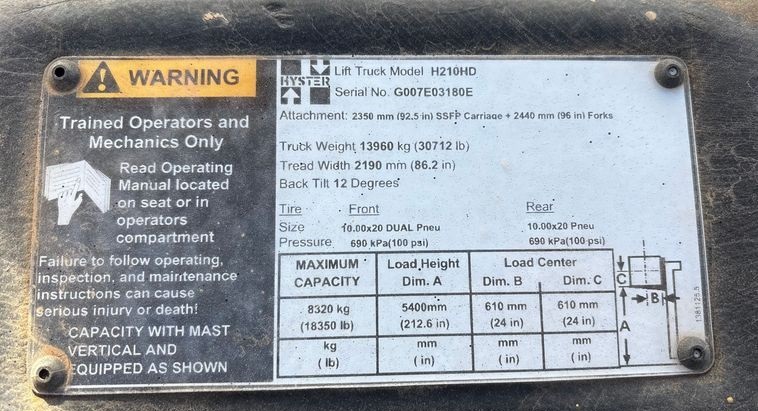 WARNING
Trained Operators and
Mechanics Only
Read Operating
Manual located
on seat or in
operators
compartment
Failure to follow operating,
inspection, and maintenance
instructions can cause
serious injury or death!
CAPACITY WITH MAST
VERTICAL AND
EQUIPPED AS SHOWN
HYSTER
Lift Truck Model H210HD
Serial No. G007E03180E
Attachment: 2350 mm (92.5 in) SSFP Carriage + 2440 mm (96 in) Forks
Truck Weight 13960 kg (30712 lb)
Tread Width 2190 mm (86.2 in)
Back Tilt 12 Degrees
Tire Front Rear
Size 10.00x20 DUAL Pneu 10.00x20 Pneu
Pressure 690 kPa(100 psi) 690 kPa(100 psi)
MAXIMUM Load Height Load Center
CAPACITY Dim. A Dim. B Dim. C
8320 kg 5400mm 610 mm 610 mm
(18350 lb) (212.6 in) (24 in) (24 in)
kg mm mm mm
( lb) ( in) ( in) ( in)
C
B
A
1381125.5